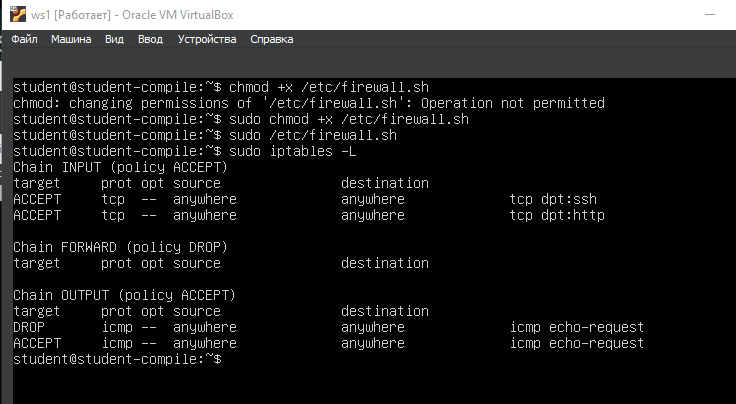 ws1 [Работает] - Oracle VM VirtualBox
Файл Машина Вид Ввод Устройства Справка
student@student-compile:~$ chmod +x /etc/firewall.sh
chmod: changing permissions of '/etc/firewall.sh': Operation not permitted
student@student-compile:~$ sudo chmod +x /etc/firewall.sh
student@student-compile:~$ sudo /etc/firewall.sh
student@student-compile:~$ sudo iptables -L
Chain INPUT (policy ACCEPT)
target     prot opt source               destination
ACCEPT     tcp  --  anywhere             anywhere             tcp dpt:ssh
ACCEPT     tcp  --  anywhere             anywhere             tcp dpt:http

Chain FORWARD (policy DROP)
target     prot opt source               destination

Chain OUTPUT (policy ACCEPT)
target     prot opt source               destination
DROP       icmp --  anywhere             anywhere             icmp echo-request
ACCEPT     icmp --  anywhere             anywhere             icmp echo-request
student@student-compile:~$